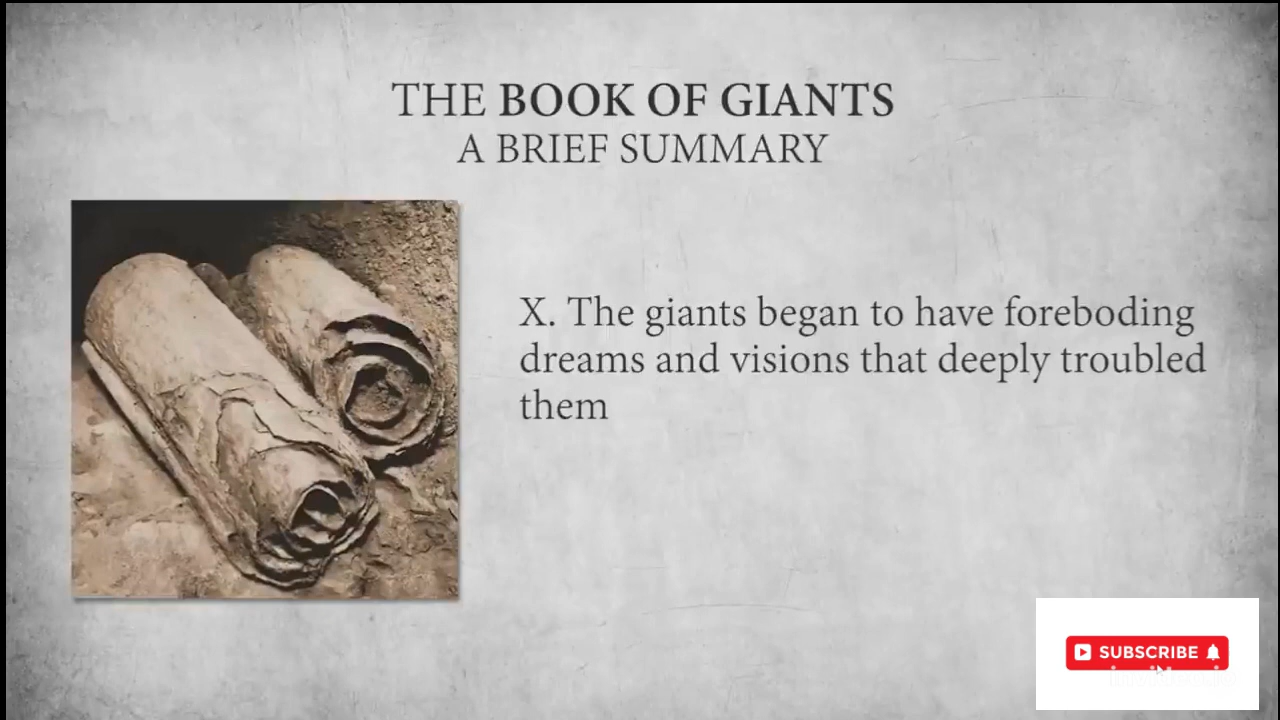 THE BOOK OF GIANTS
A BRIEF SUMMARY
X. The giants began to have foreboding
dreams and visions that deeply troubled
them
SUBSCRIBE